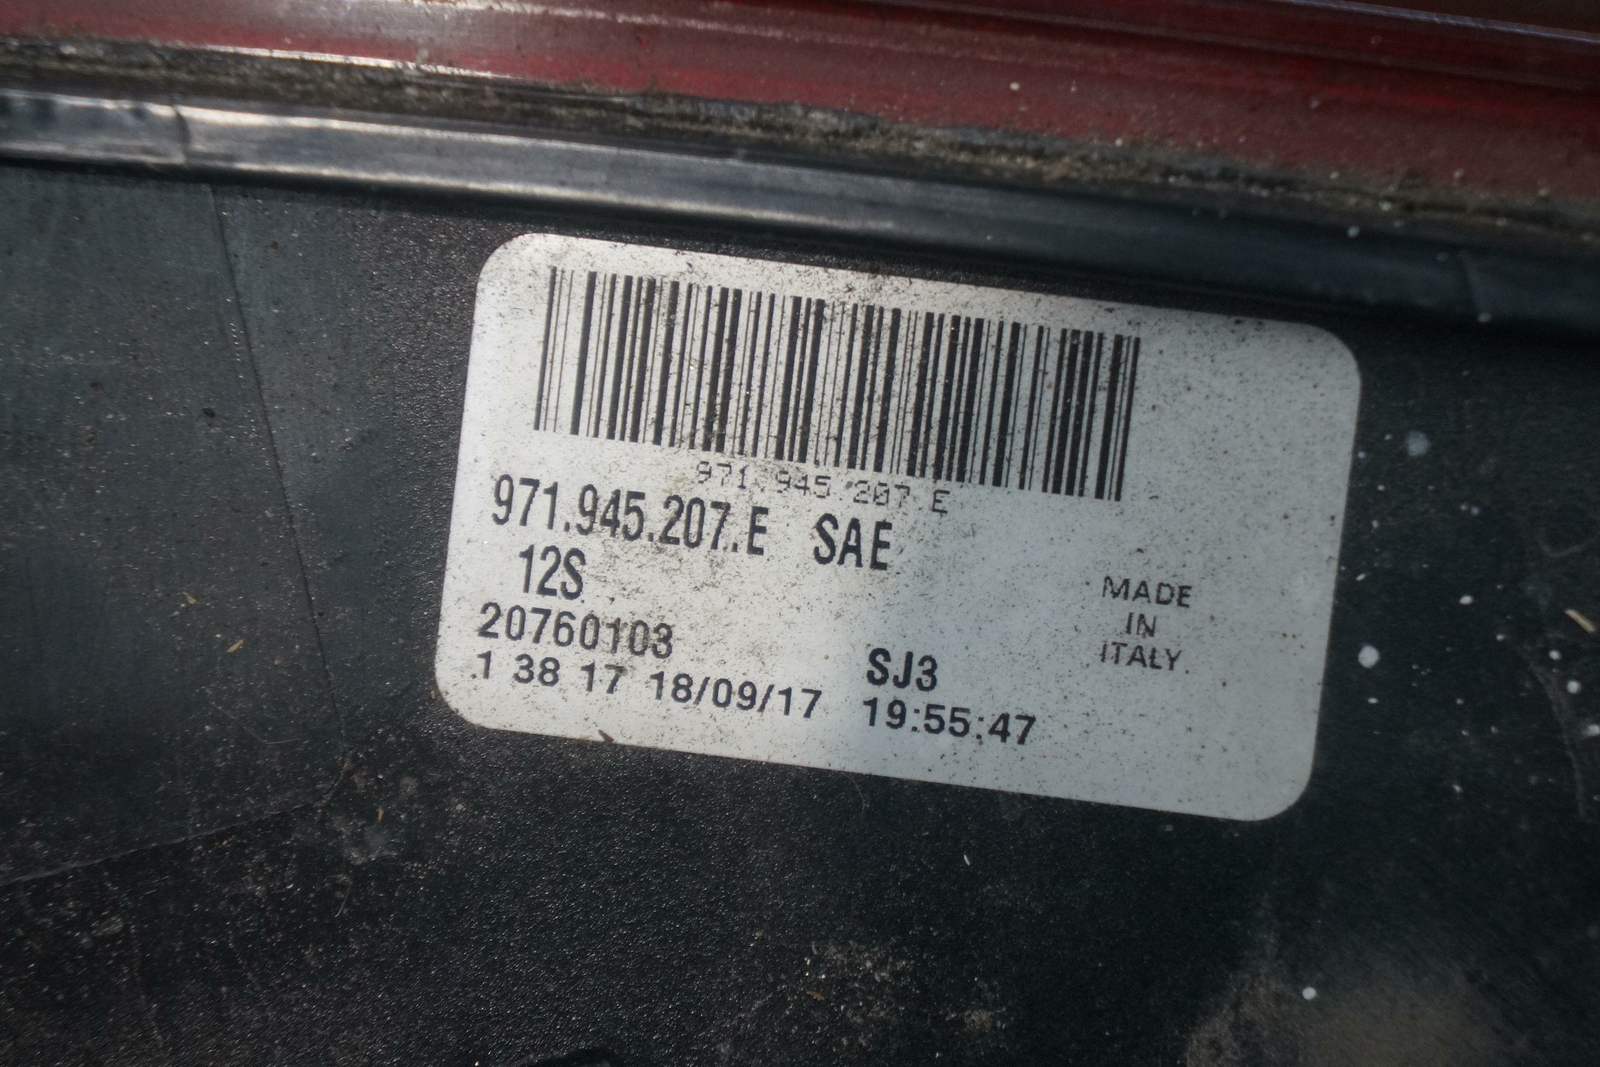 971.945.207.E
971.945.207.E SAE
12S
20760103 SJ3
1 38 17 18/09/17 19:55:47
MADE
IN
ITALY